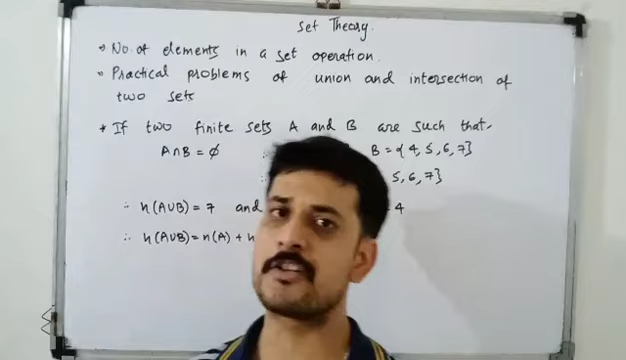 Set Theory.
No. of elements in a set operation.
Practical problems of union and intersection of
two sets
* If two finite sets A and B are such that,
A∩B = ϕ B = {4, 5, 6, 7}
5, 6, 7}
∴ n(A∪B) = 7 and 4
∴ n(A∪B) = n(A) + n